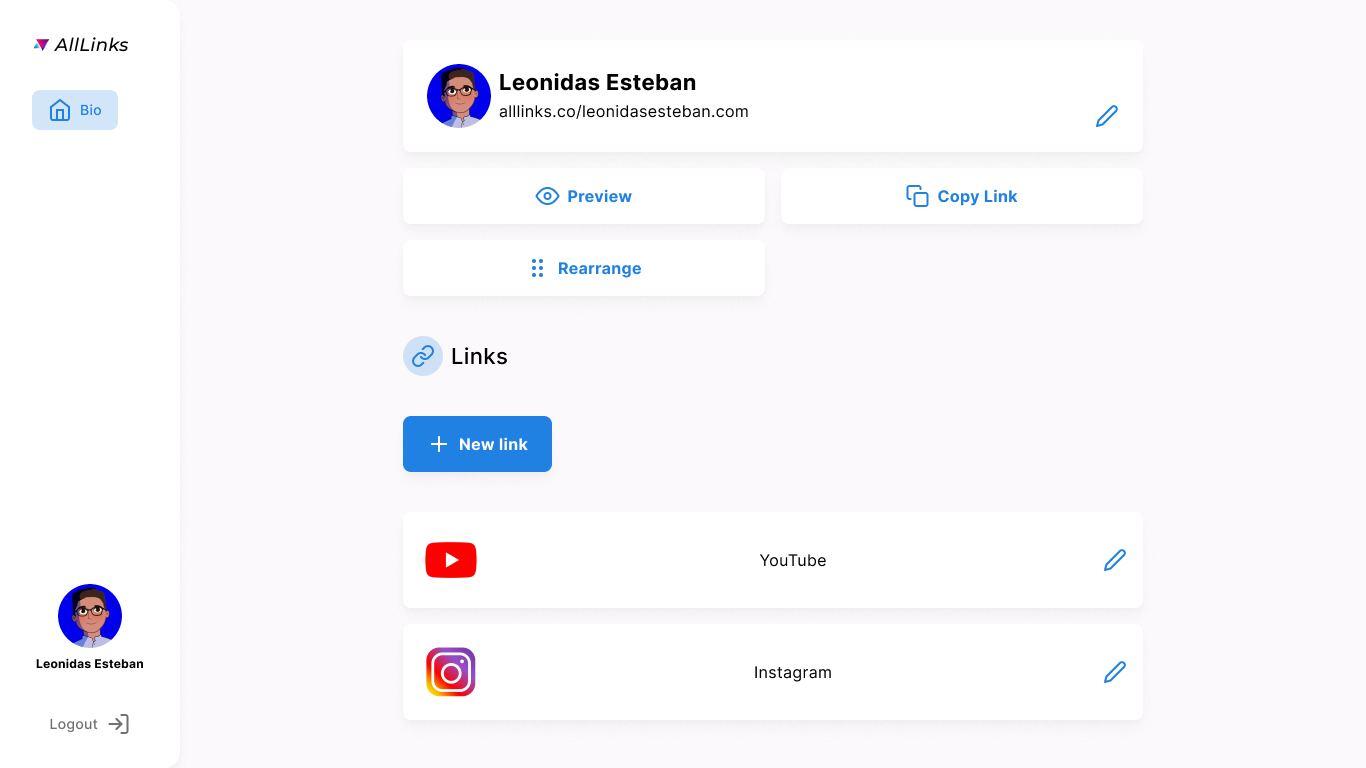 AllLinks
Bio
Leonidas Esteban
Logout
Leonidas Esteban
alllinks.co/leonidasesteban.com
Preview
Copy Link
Rearrange
Links
New link
YouTube
Instagram